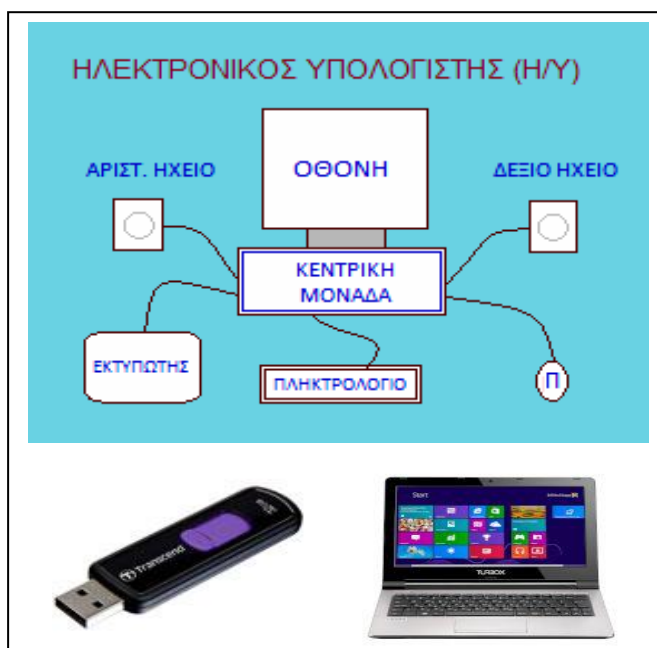 ΗΛΕΚΤΡΟΝΙΚΟΣ ΥΠΟΛΟΓΙΣΤΗΣ (Η/Υ)
ΑΡΙΣΤ. ΗΧΕΙΟ
ΟΘΟΝΗ
ΔΕΞΙΟ ΗΧΕΙΟ
ΚΕΝΤΡΙΚΗ
ΜΟΝΑΔΑ
ΕΚΤΥΠΩΤΗΣ
ΠΛΗΚΤΡΟΛΟΓΙΟ
Π
Transcend
Start
TURBOX